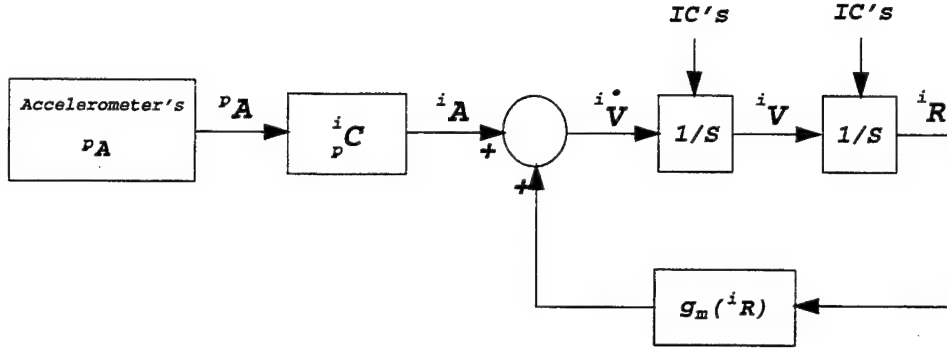 IC's
IC's
Accelerometer's
ᵖA
ᵖA
ⁱₚC
ⁱA
ⁱV̇
1/S
ⁱV
1/S
ⁱR
+
+
gₘ(ⁱR)